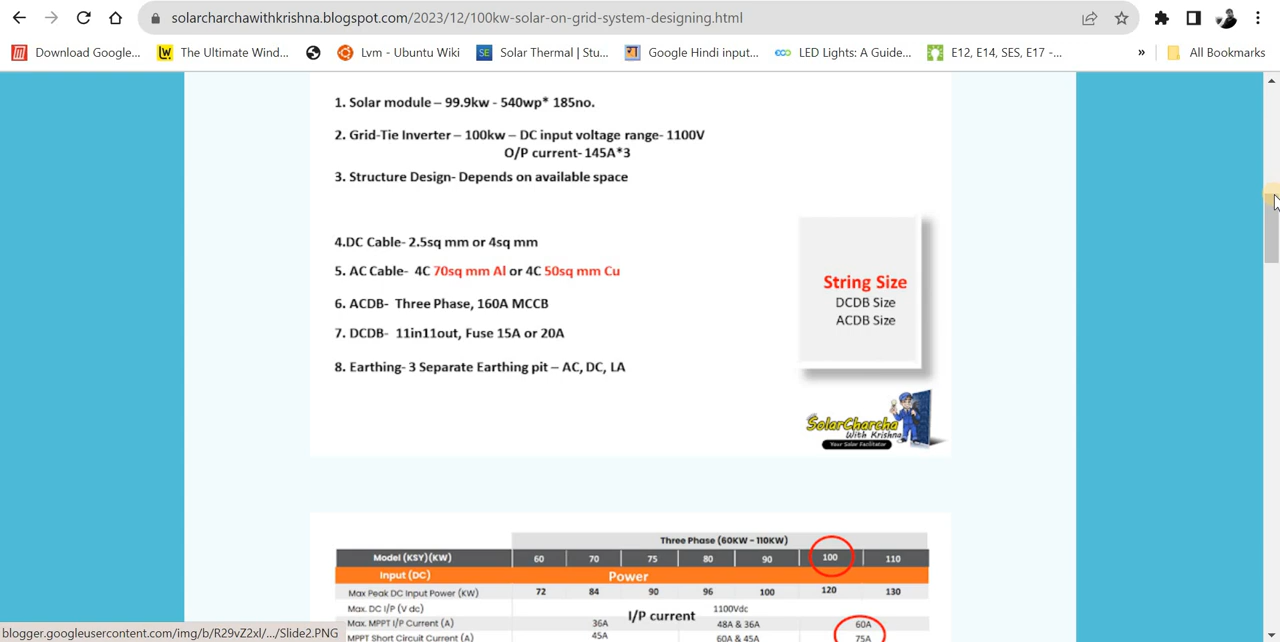 solarcharchawithkrishna.blogspot.com/2023/12/100kw-solar-on-grid-system-designing.html
Download Google... The Ultimate Wind... Lvm - Ubuntu Wiki Solar Thermal | Stu... Google Hindi input... LED Lights: A Guide... E12, E14, SES, E17 -... » All Bookmarks
1. Solar module – 99.9kw - 540wp* 185no.
2. Grid-Tie Inverter – 100kw – DC input voltage range- 1100V
O/P current- 145A*3
3. Structure Design- Depends on available space
4.DC Cable- 2.5sq mm or 4sq mm
5. AC Cable- 4C 70sq mm Al or 4C 50sq mm Cu
6. ACDB- Three Phase, 160A MCCB
7. DCDB- 11in11out, Fuse 15A or 20A
8. Earthing- 3 Separate Earthing pit – AC, DC, LA
String Size
DCDB Size
ACDB Size
SolarCharcha
With Krishna
Your Solar Facilitator
Three Phase (60KW - 110KW)
Model (KSY)(KW) 60 70 75 80 90 100 110
Input (DC) Power
Max Peak DC Input Power (KW) 72 84 90 96 100 120 130
Max. DC I/P (V dc) 1100Vdc
I/P current
Max. MPPT I/P Current (A) 36A 48A & 36A 60A
MPPT Short Circuit Current (A) 45A 60A & 45A 75A
blogger.googleusercontent.com/img/b/R29vZ2xl/.../Slide2.PNG